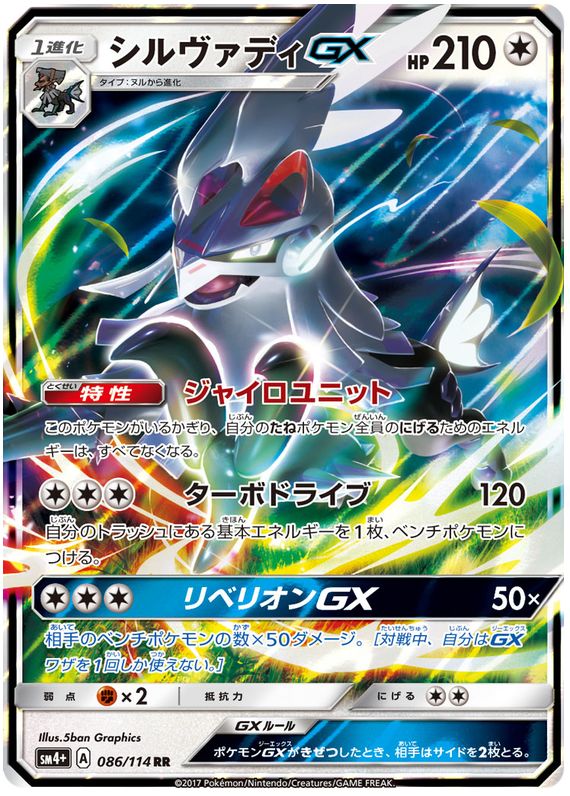 1進化 シルヴァディGX HP210
タイプ：ヌルから進化
とくせい
特性 ジャイロユニット
このポケモンがいるかぎり、自分のたねポケモン全員のにげるためのエネル
ギーは、すべてなくなる。
ターボドライブ 120
自分のトラッシュにある基本エネルギーを1枚、ベンチポケモンに
つける。
リベリオンGX 50×
相手のベンチポケモンの数×50ダメージ。[対戦中、自分はGX
ワザを1回しか使えない。]
弱点 ×2 抵抗力 にげる
Illus.5ban Graphics
GXルール
ポケモンGXがきぜつしたとき、相手はサイドを2枚とる。
SM4+ A 086/114 RR
©2017 Pokémon/Nintendo/Creatures/GAME FREAK.